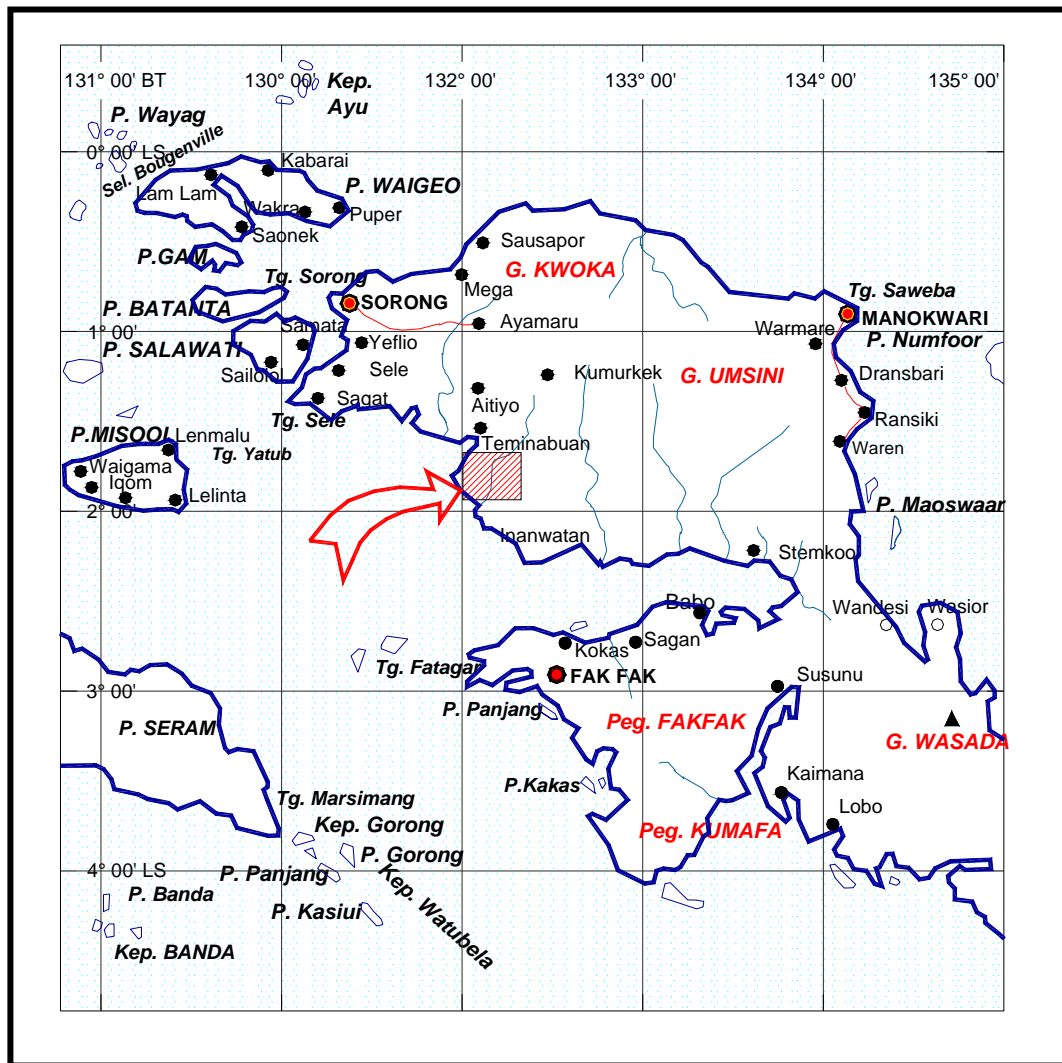 131° 00' BT
130° 00'
132° 00'
133° 00'
134° 00'
135° 00'
Kep.
Ayu
P. Wayag
0° 00' LS
Sel. Bougenville
Kabarai
Lam Lam
P. WAIGEO
Wakra
Puper
Saonek
Sausapor
P.GAM
G. KWOKA
Tg. Sorong
Mega
Tg. Saweba
P. BATANTA
SORONG
MANOKWARI
Samata
Ayamaru
1° 00'
Warmare
P. Numfoor
P. SALAWATI
Yeflio
Sailolof
Sele
Kumurkek
G. UMSINI
Dransbari
Sagat
Aitiyo
Tg. Sele
Ransiki
P.MISOOL
Lenmalu
Tg. Yatub
Teminabuan
Waren
Waigama
Iqom
Lelinta
P. Maoswaar
2° 00'
Inanwatan
Stemkool
Babo
Wandesi
Wasior
Kokas
Sagan
Tg. Fatagar
FAK FAK
Susunu
3° 00'
P. Panjang
P. SERAM
Peg. FAKFAK
G. WASADA
P.Kakas
Kaimana
Tg. Marsimang
Lobo
Kep. Gorong
Peg. KUMAFA
P. Gorong
4° 00' LS
P. Panjang
Kep. Watubela
P. Banda
P. Kasiui
Kep. BANDA